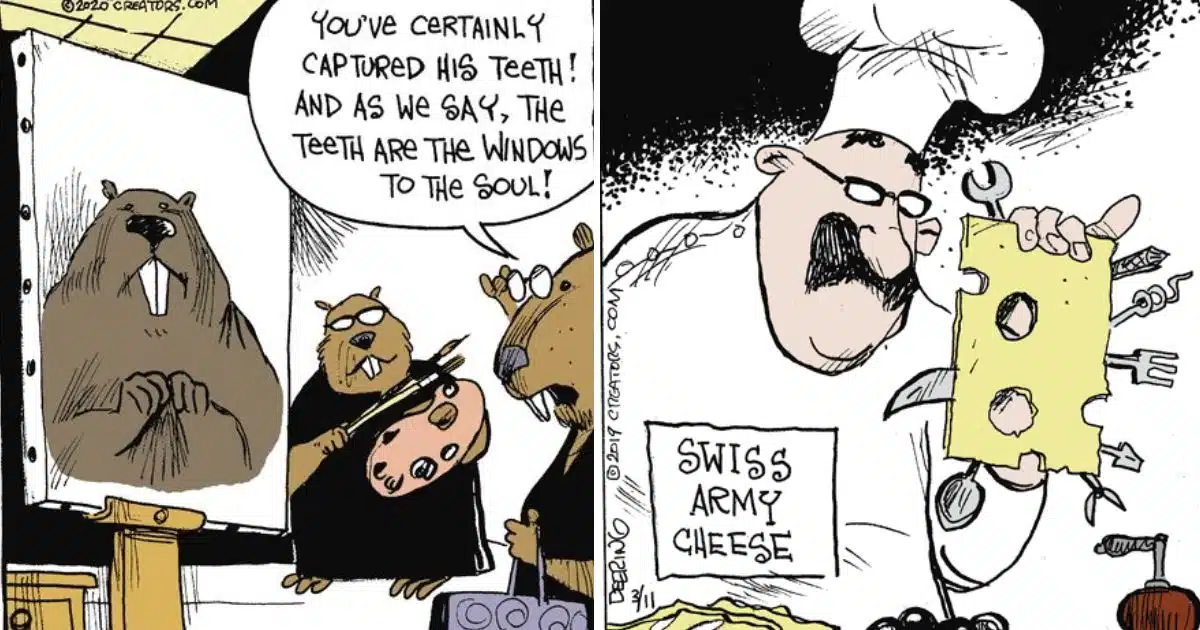 ©2020 CREATORS.COM
YOU'VE CERTAINLY
CAPTURED HIS TEETH!
AND AS WE SAY, THE
TEETH ARE THE WINDOWS
TO THE SOUL!
©2019 CREATORS.COM
SWISS
ARMY
CHEESE
DEERING
3/11